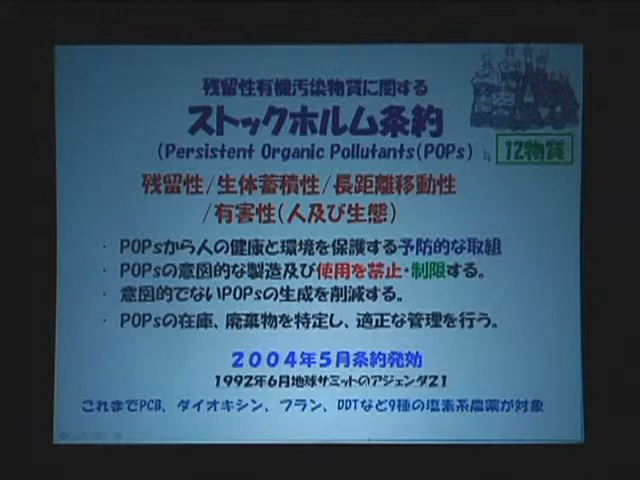 残留性有機汚染物質に関する
ストックホルム条約
(Persistent Organic Pollutants(POPs)
12物質
残留性/生体蓄積性/長距離移動性
/有害性(人及び生態)
・ POPsから人の健康と環境を保護する予防的な取組
・ POPsの意図的な製造及び使用を禁止・制限する。
・ 意図的でないPOPsの生成を削減する。
・ POPsの在庫、廃棄物を特定し、適正な管理を行う。
2004年5月条約発効
1992年6月地球サミットのアジェンダ21
これまでPCB、ダイオキシン、フラン、DDTなど9種の塩素系農薬が対象